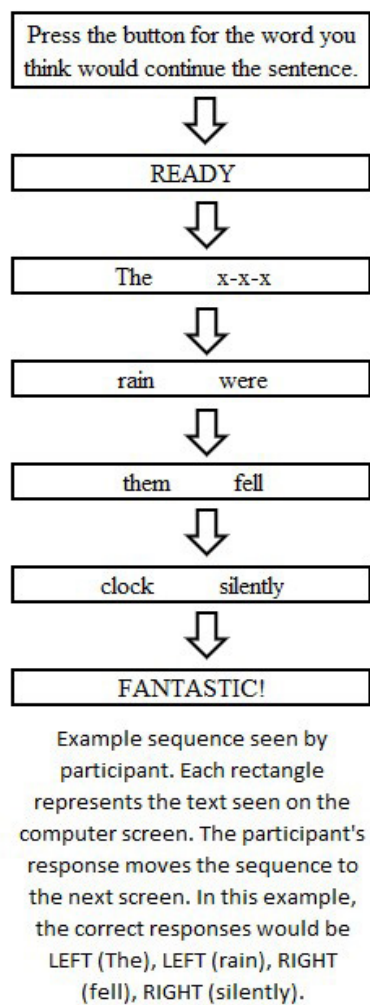 Press the button for the word you
think would continue the sentence.
READY
The x-x-x
rain were
them fell
clock silently
FANTASTIC!
Example sequence seen by
participant. Each rectangle
represents the text seen on the
computer screen. The participant's
response moves the sequence to
the next screen. In this example,
the correct responses would be
LEFT (The), LEFT (rain), RIGHT
(fell), RIGHT (silently).